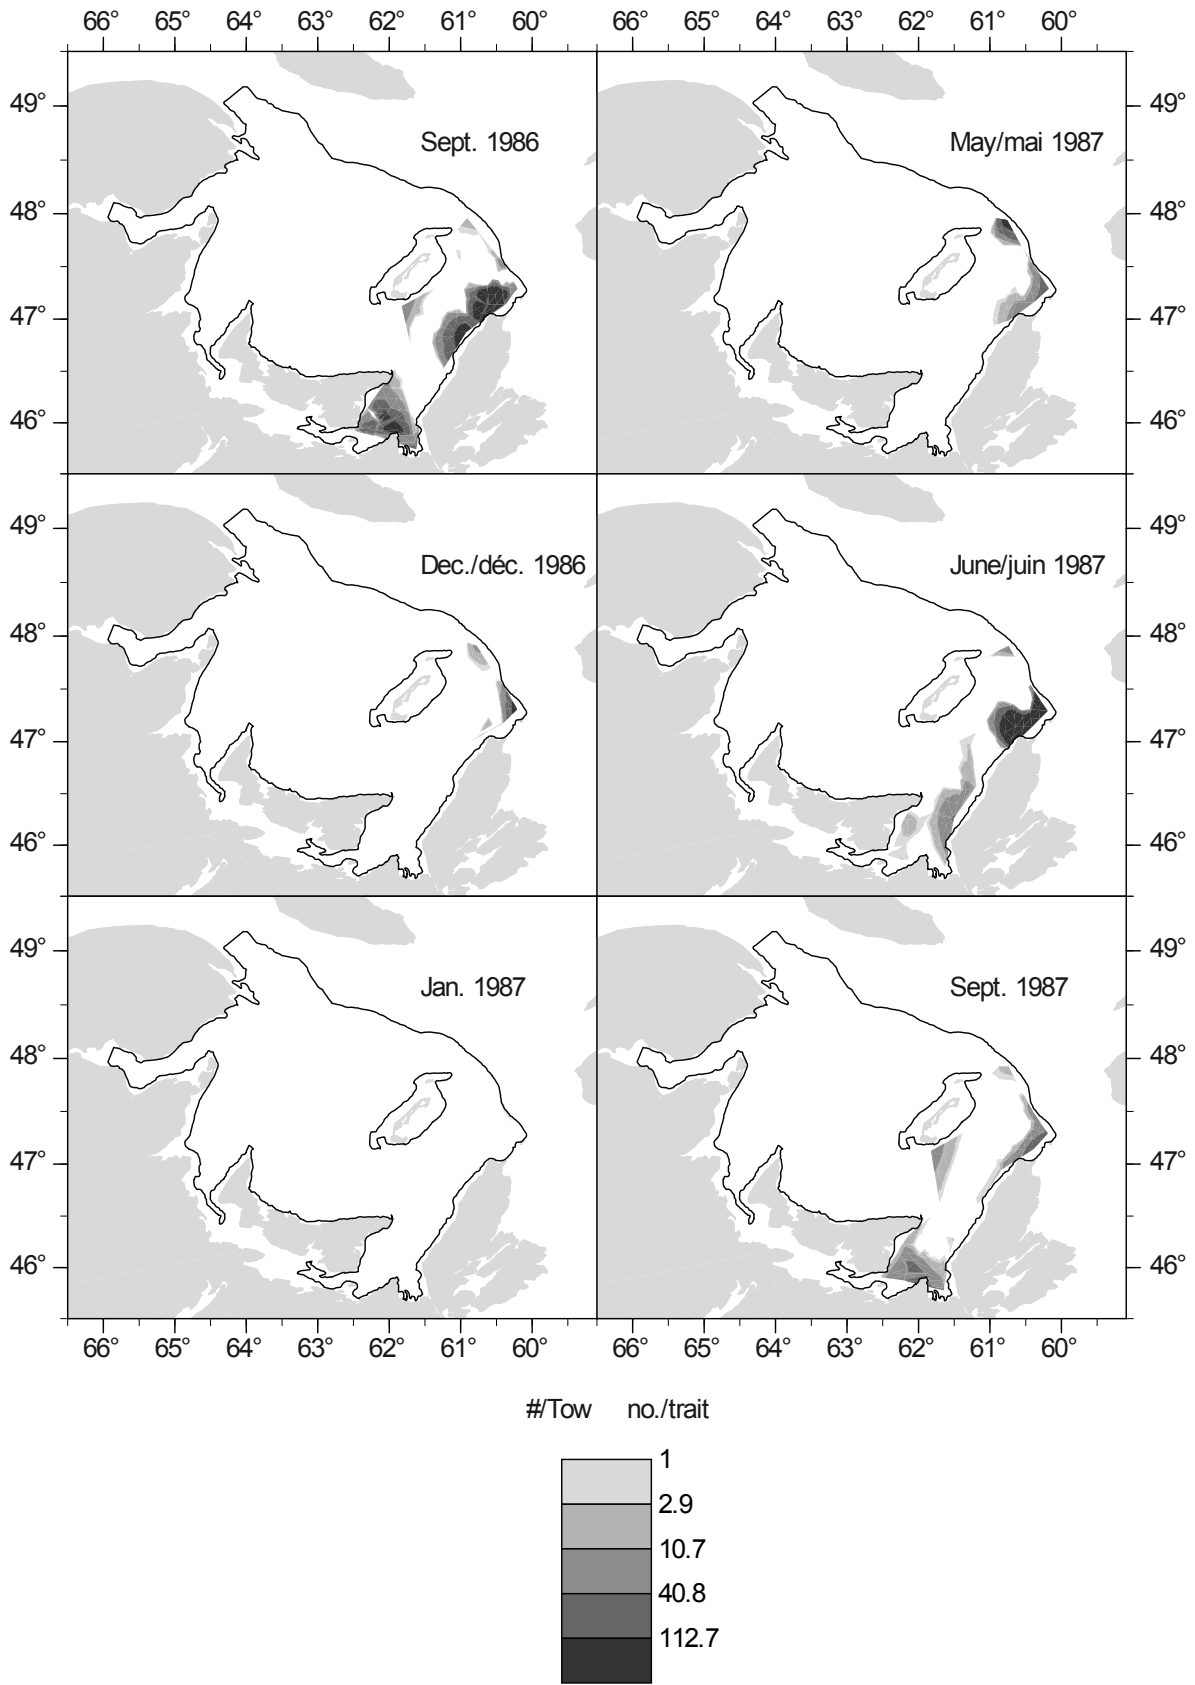 66° 65° 64° 63° 62° 61° 60° 66° 65° 64° 63° 62° 61° 60°
49° 49°
Sept. 1986 May/mai 1987
48° 48°
47° 47°
46° 46°
49° 49°
Dec./déc. 1986 June/juin 1987
48° 48°
47° 47°
46° 46°
49° 49°
Jan. 1987 Sept. 1987
48° 48°
47° 47°
46° 46°
66° 65° 64° 63° 62° 61° 60° 66° 65° 64° 63° 62° 61° 60°
#/Tow no./trait
1
2.9
10.7
40.8
112.7